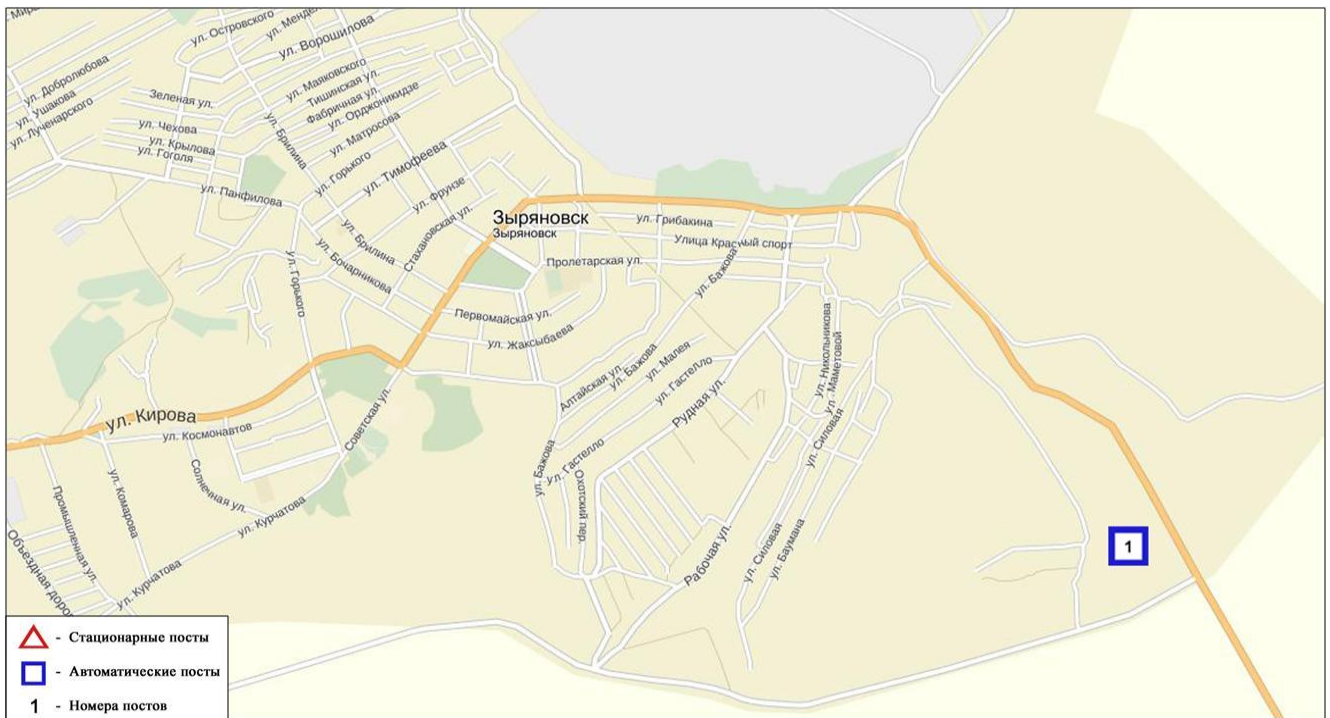 ул. Островского
ул. Ворошилова
ул. Добролюбова
ул. Маяковского
Тишинская ул.
Зеленая ул.
Фабричная ул.
ул. Ушакова
ул. Орджоникидзе
ул. Луначарского
ул. Чехова
ул. Брилина
ул. Матросова
ул. Крылова
ул. Гоголя
ул. Горького
ул. Тимофеева
ул. Панфилова
ул. Фрунзе
Зыряновск
Зыряновск
ул. Грибакина
ул. Брилина
Стахановская ул.
ул. Бочарникова
Пролетарская ул.
ул. Бажова
ул. Горького
Первомайская ул.
ул. Жаксыбаева
ул. Никольникова
ул. Маметовой
ул. Малея
ул. Бажова
Алтайская ул.
ул. Гастелло
Рудная ул.
ул. Кирова
ул. Космонавтов
Советская ул.
ул. Силовая
ул. Бажова
ул. Гастелло
Охотский пер.
Солнечная ул.
ул. Комарова
Промышленная ул.
ул. Курчатова
ул. Курчатова
Объездная
Рабочая ул.
ул. Силовая
ул. Баумана
1
- Стационарные посты
- Автоматические посты
1 - Номера постов